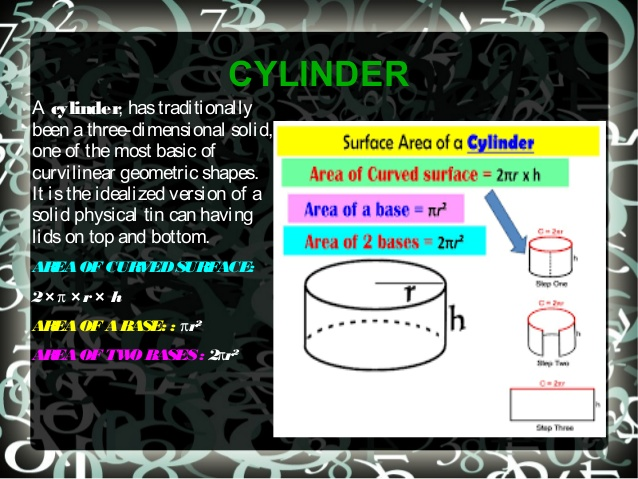 CYLINDER
A cylinder, has traditionally
been a three-dimensional solid,
one of the most basic of
curvilinear geometric shapes.
It is the idealized version of a
solid physical tin can having
lids on top and bottom.
AREA OF CURVED SURFACE:
2 × π × r × h
AREA OF A BASE: : πr²
AREA OF TWO BASES : 2πr²
Surface Area of a Cylinder
Area of Curved surface = 2πr x h
Area of a base = πr²
Area of 2 bases = 2πr²
r
h
C = 2πr
h
Step One
C = 2πr
h
Step Two
C = 2πr
h
Step Three